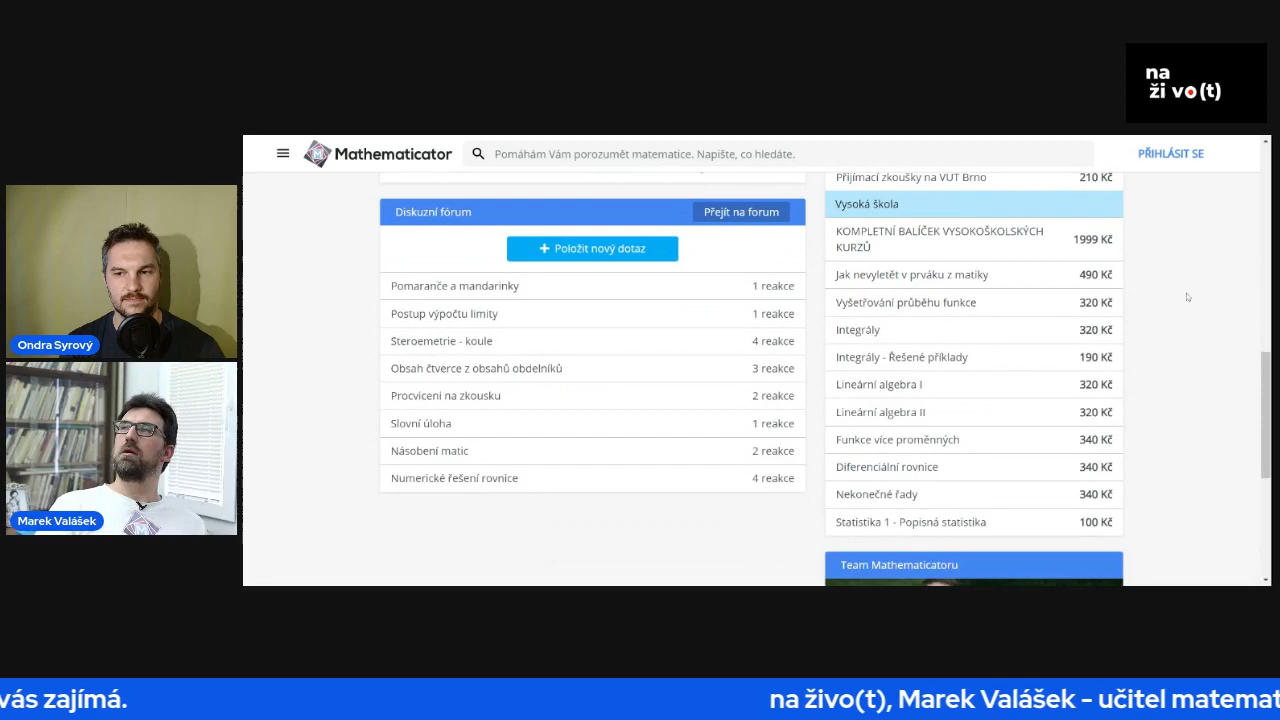 na
ži vo(t)
Mathematicator
Pomáhám Vám porozumět matematice. Napište, co hledáte.
PŘIHLÁSIT SE
Diskuzní fórum
Přejít na forum
+ Položit nový dotaz
Pomaranče a mandarinky 1 reakce
Postup výpočtu limity 1 reakce
Steroemetrie - koule 4 reakce
Obsah čtverce z obsahů obdelníků 3 reakce
Procvičení na zkoušku 2 reakce
Slovní úloha 1 reakce
Násobení matic 2 reakce
Numerické řešení rovnice 4 reakce
Přijímací zkoušky na VUT Brno 210 Kč
Vysoká škola
KOMPLETNÍ BALÍČEK VYSOKOŠKOLSKÝCH
KURZŮ 1999 Kč
Jak nevyletět v prváku z matiky 490 Kč
Vyšetřování průběhu funkce 320 Kč
Integrály 320 Kč
Integrály - Řešené příklady 190 Kč
Lineární algebra I 320 Kč
Lineární algebra II 320 Kč
Funkce více proměnných 340 Kč
Diferenciální rovnice 340 Kč
Nekonečné řady 340 Kč
Statistika 1 - Popisná statistika 100 Kč
Team Mathematicatoru
Ondra Syrový
Marek Valášek
vás zajímá.
na živo(t), Marek Valášek - učitel matemat